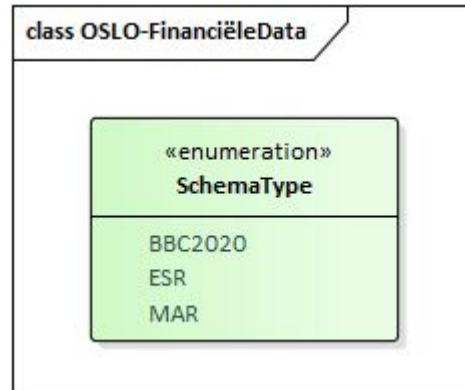 class OSLO-FinanciëleData
«enumeration»
SchemaType
BBC2020
ESR
MAR